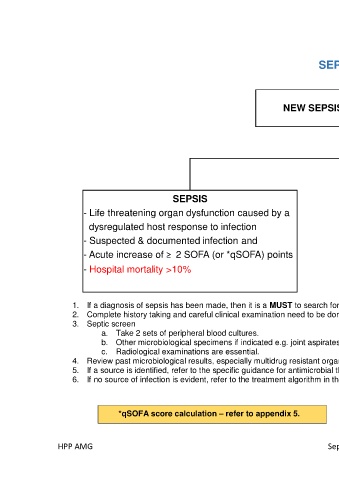 SEP
NEW SEPSIS
SEPSIS
- Life threatening organ dysfunction caused by a
dysregulated host response to infection
- Suspected & documented infection and
- Acute increase of ≥ 2 SOFA (or *qSOFA) points
- Hospital mortality >10%
1. If a diagnosis of sepsis has been made, then it is a MUST to search for
2. Complete history taking and careful clinical examination need to be don
3. Septic screen
a. Take 2 sets of peripheral blood cultures.
b. Other microbiological specimens if indicated e.g. joint aspirates
c. Radiological examinations are essential.
4. Review past microbiological results, especially multidrug resistant orga
5. If a source is identified, refer to the specific guidance for antimicrobial t
6. If no source of infection is evident, refer to the treatment algorithm in th
*qSOFA score calculation – refer to appendix 5.
HPP AMG Sep